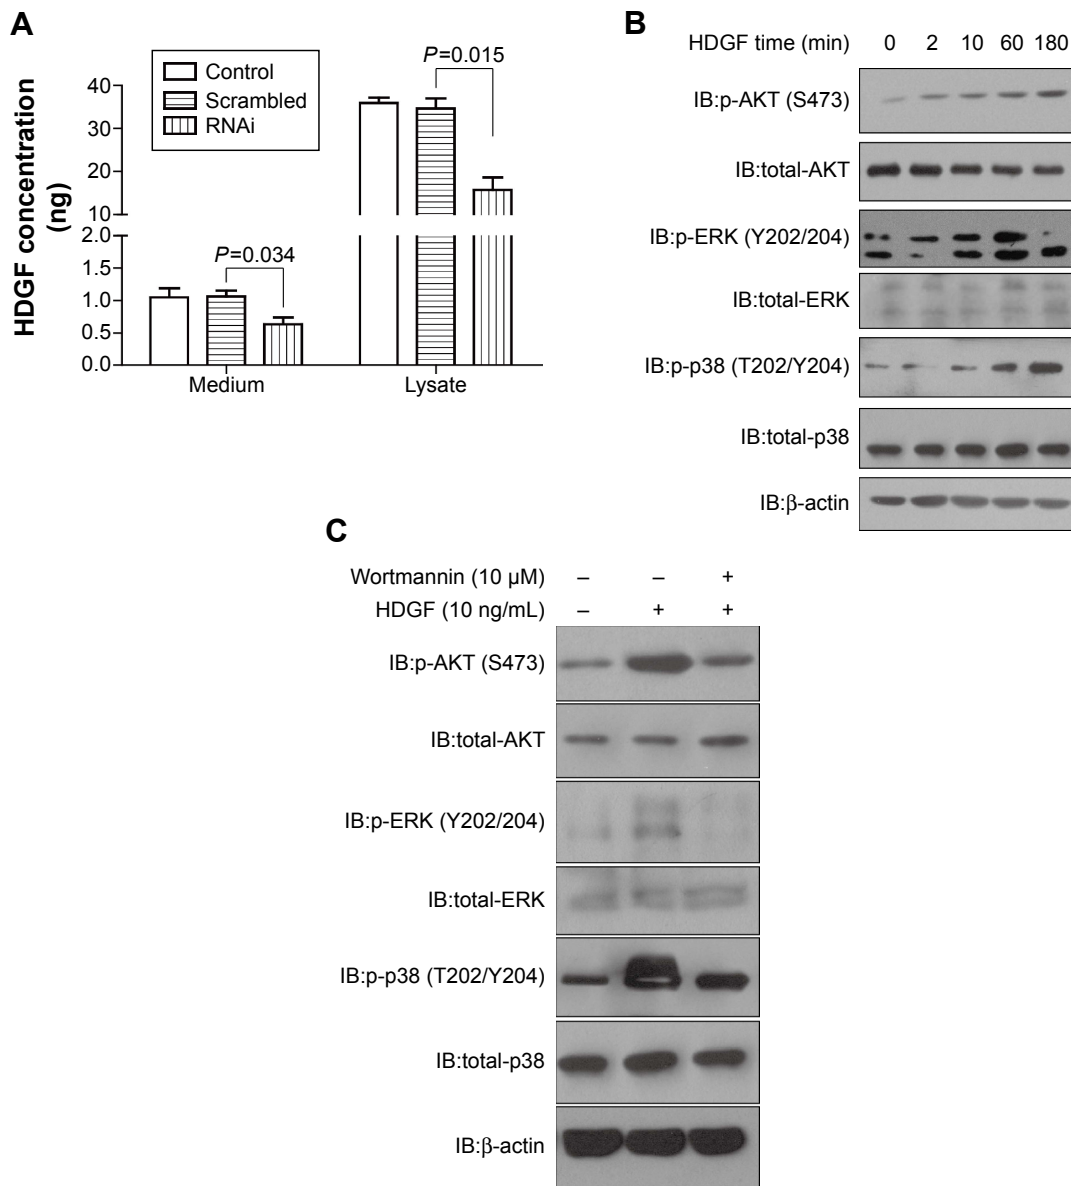 A
HDGF concentration
(ng)
40
30
20
10
2.0
1.5
1.0
0.5
0.0
Control
Scrambled
RNAi
P=0.015
P=0.034
Medium
Lysate
B
HDGF time (min) 0 2 10 60 180
IB:p-AKT (S473)
IB:total-AKT
IB:p-ERK (Y202/204)
IB:total-ERK
IB:p-p38 (T202/Y204)
IB:total-p38
IB:β-actin
C
Wortmannin (10 µM) – – +
HDGF (10 ng/mL) – + +
IB:p-AKT (S473)
IB:total-AKT
IB:p-ERK (Y202/204)
IB:total-ERK
IB:p-p38 (T202/Y204)
IB:total-p38
IB:β-actin